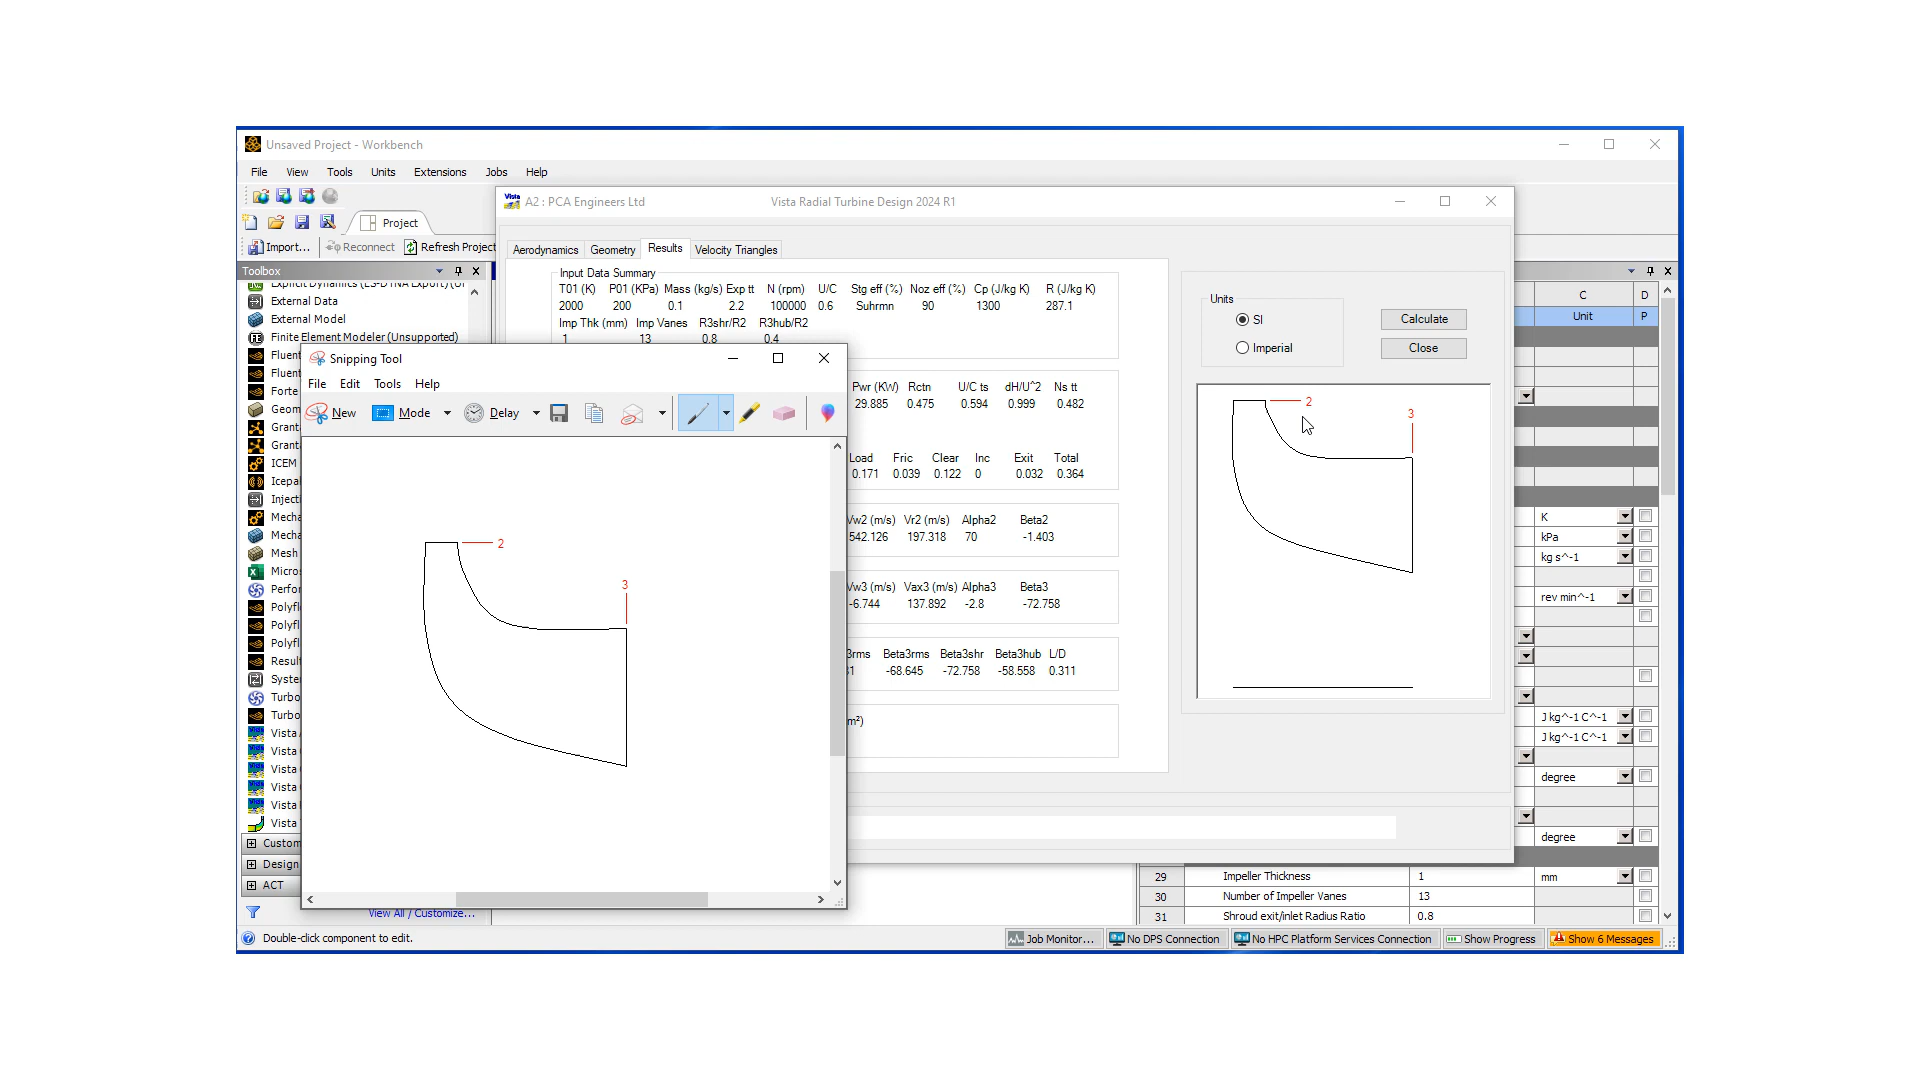 Unsaved Project - Workbench
File View Tools Units Extensions Jobs Help
Project
Import... Reconnect Refresh Project
Toolbox
External Data
External Model
Finite Element Modeler (Unsupported)
Fluent
Fluent
Forte
Geom
Grant
Grant
ICEM
Icepa
Injecti
Mecha
Mecha
Mesh
Micros
Perfor
Polyfl
Polyfl
Polyfl
Result
Syste
Turbo
Turbo
Vista
Vista
Vista
Vista
Vista
Vista
Custom
Design
ACT
View All / Customize...
Double-click component to edit.
Vista A2 : PCA Engineers Ltd
Vista Radial Turbine Design 2024 R1
Aerodynamics Geometry Results Velocity Triangles
Input Data Summary
T01 (K) P01 (KPa) Mass (kg/s) Exp tt N (rpm) U/C Stg eff (%) Noz eff (%) Cp (J/kg K) R (J/kg K)
2000 200 0.1 2.2 100000 0.6 Suhrmn 90 1300 287.1
Imp Thk (mm) Imp Vanes R3shr/R2 R3hub/R2
1 13 0.8 0.4
Pwr (KW) Rctn U/C ts dH/U^2 Ns tt
29.885 0.475 0.594 0.999 0.482
Load Fric Clear Inc Exit Total
0.171 0.039 0.122 0 0.032 0.364
Vw2 (m/s) Vr2 (m/s) Alpha2 Beta2
542.126 197.318 70 -1.403
Vw3 (m/s) Vax3 (m/s) Alpha3 Beta3
-6.744 137.892 -2.8 -72.758
3rms Beta3rms Beta3shr Beta3hub L/D
-68.645 -72.758 -58.558 0.311
m²)
Units
SI
Imperial
Calculate
Close
2
3
Snipping Tool
File Edit Tools Help
New Mode Delay
2
3
C D
Unit P
K
kPa
kg s^-1
rev min^-1
J kg^-1 C^-1
J kg^-1 C^-1
degree
degree
29 Impeller Thickness 1 mm
30 Number of Impeller Vanes 13
31 Shroud exit/inlet Radius Ratio 0.8
Job Monitor... No DPS Connection No HPC Platform Services Connection Show Progress Show 6 Messages